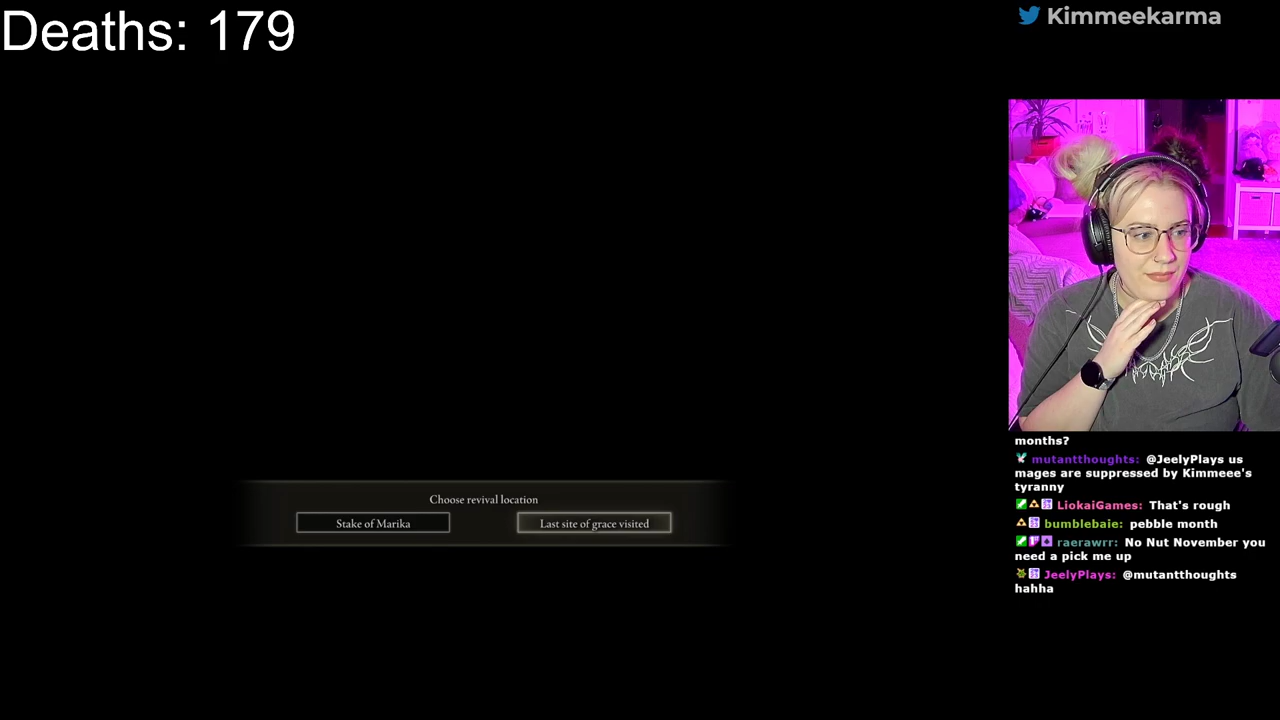 Deaths: 179
Kimmeekarma
months?
mutantthoughts: @JeelyPlays us
mages are suppressed by Kimmeee's
tyranny
LiokaiGames: That's rough
bumblebaie: pebble month
raerawrr: No Nut November you
need a pick me up
JeelyPlays: @mutantthoughts
hahha
Choose revival location
Stake of Marika
Last site of grace visited